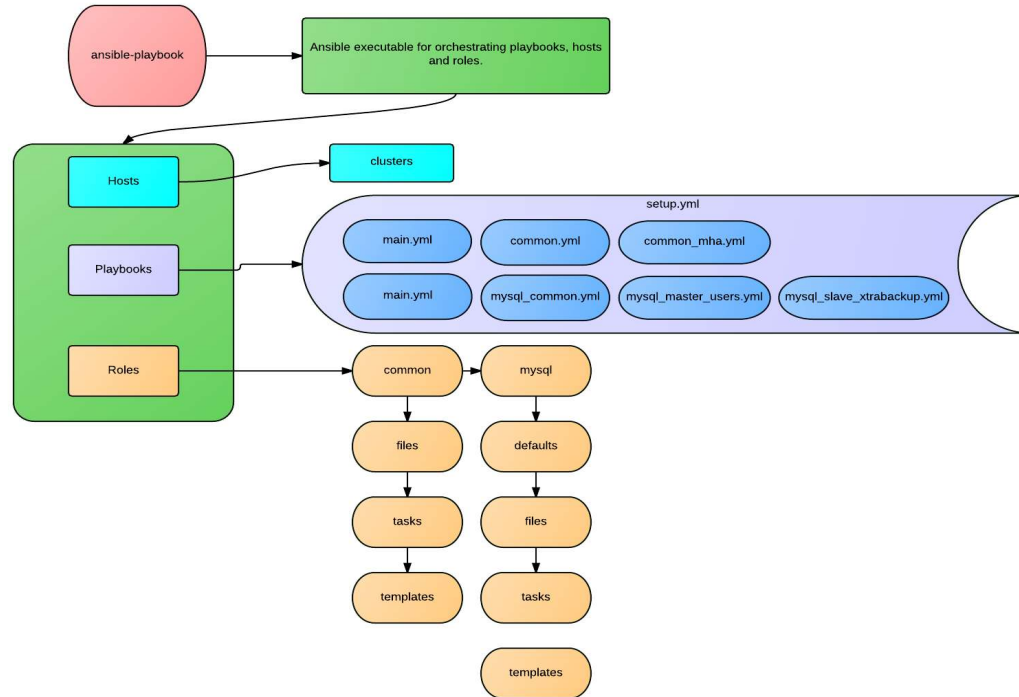 ansible-playbook
Ansible executable for orchestrating playbooks, hosts
and roles.
Hosts
clusters
setup.yml
main.yml
common.yml
common_mha.yml
Playbooks
main.yml
mysql_common.yml
mysql_master_users.yml
mysql_slave_xtrabackup.yml
Roles
common
mysql
files
defaults
tasks
files
templates
tasks
templates